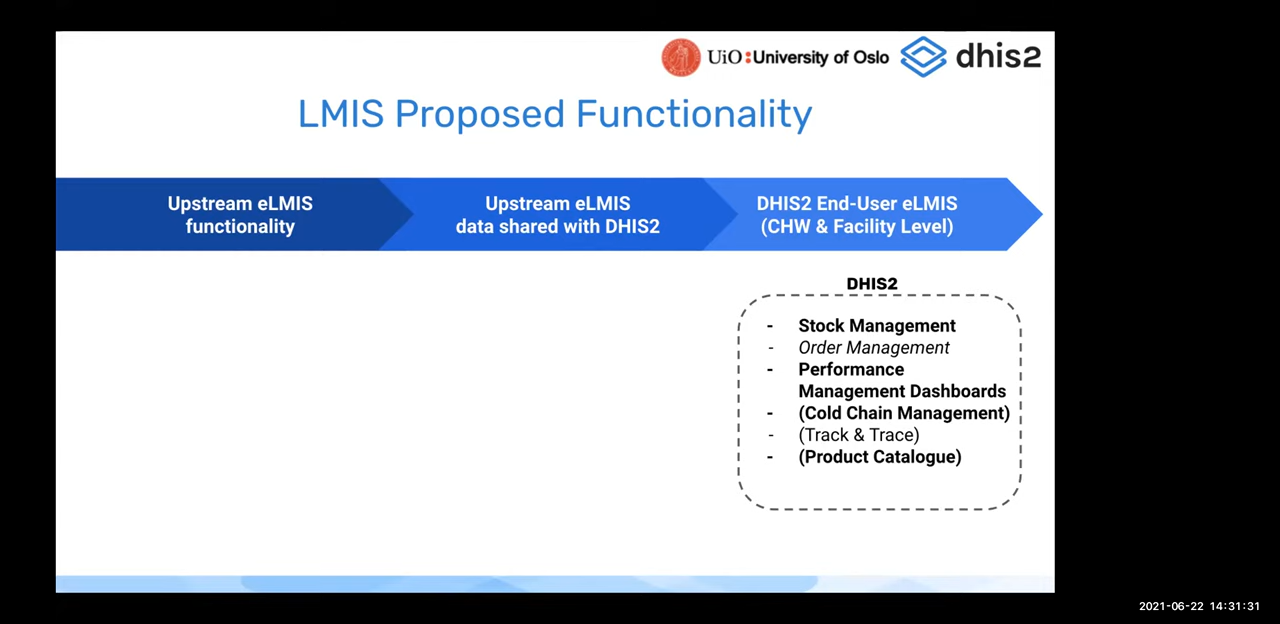 UiO:University of Oslo dhis2
LMIS Proposed Functionality
Upstream eLMIS
functionality
Upstream eLMIS
data shared with DHIS2
DHIS2 End-User eLMIS
(CHW & Facility Level)
DHIS2
- Stock Management
- Order Management
- Performance
Management Dashboards
- (Cold Chain Management)
- (Track & Trace)
- (Product Catalogue)
2021-06-22 14:31:31